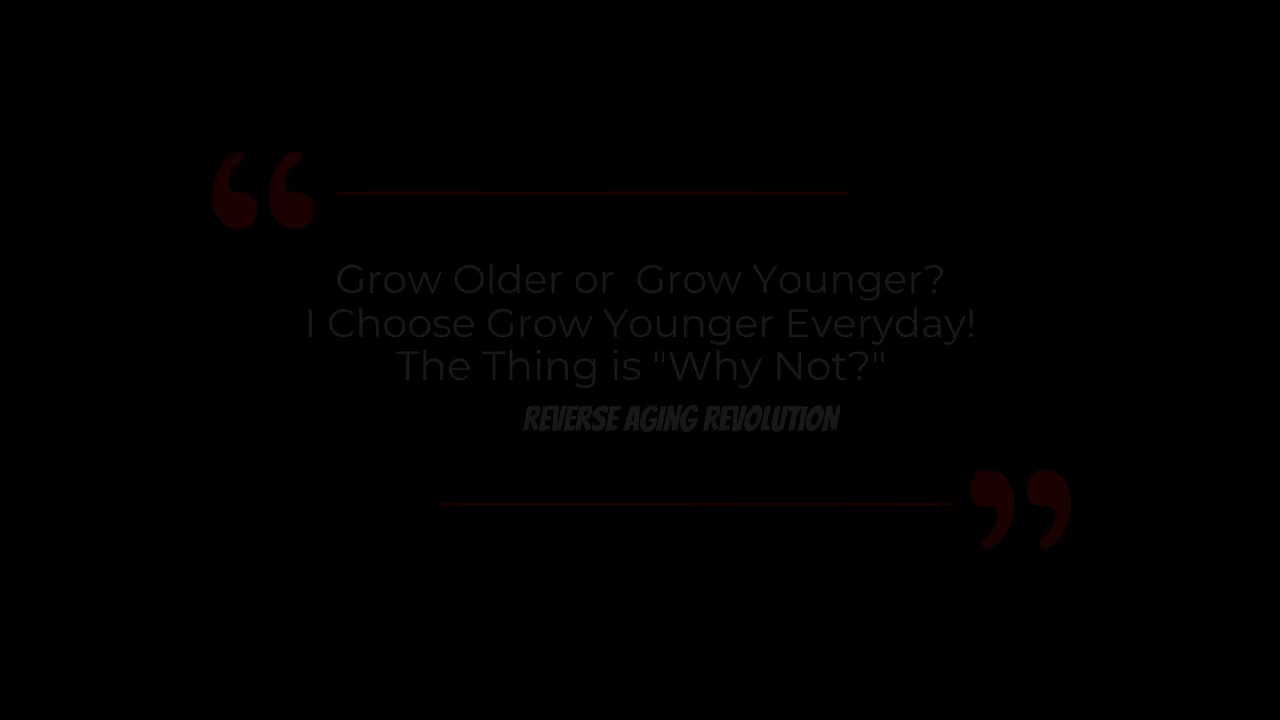 Grow Older or  Grow Younger?
I Choose Grow Younger Everyday!
The Thing is "Why Not?"
REVERSE AGING REVOLUTION